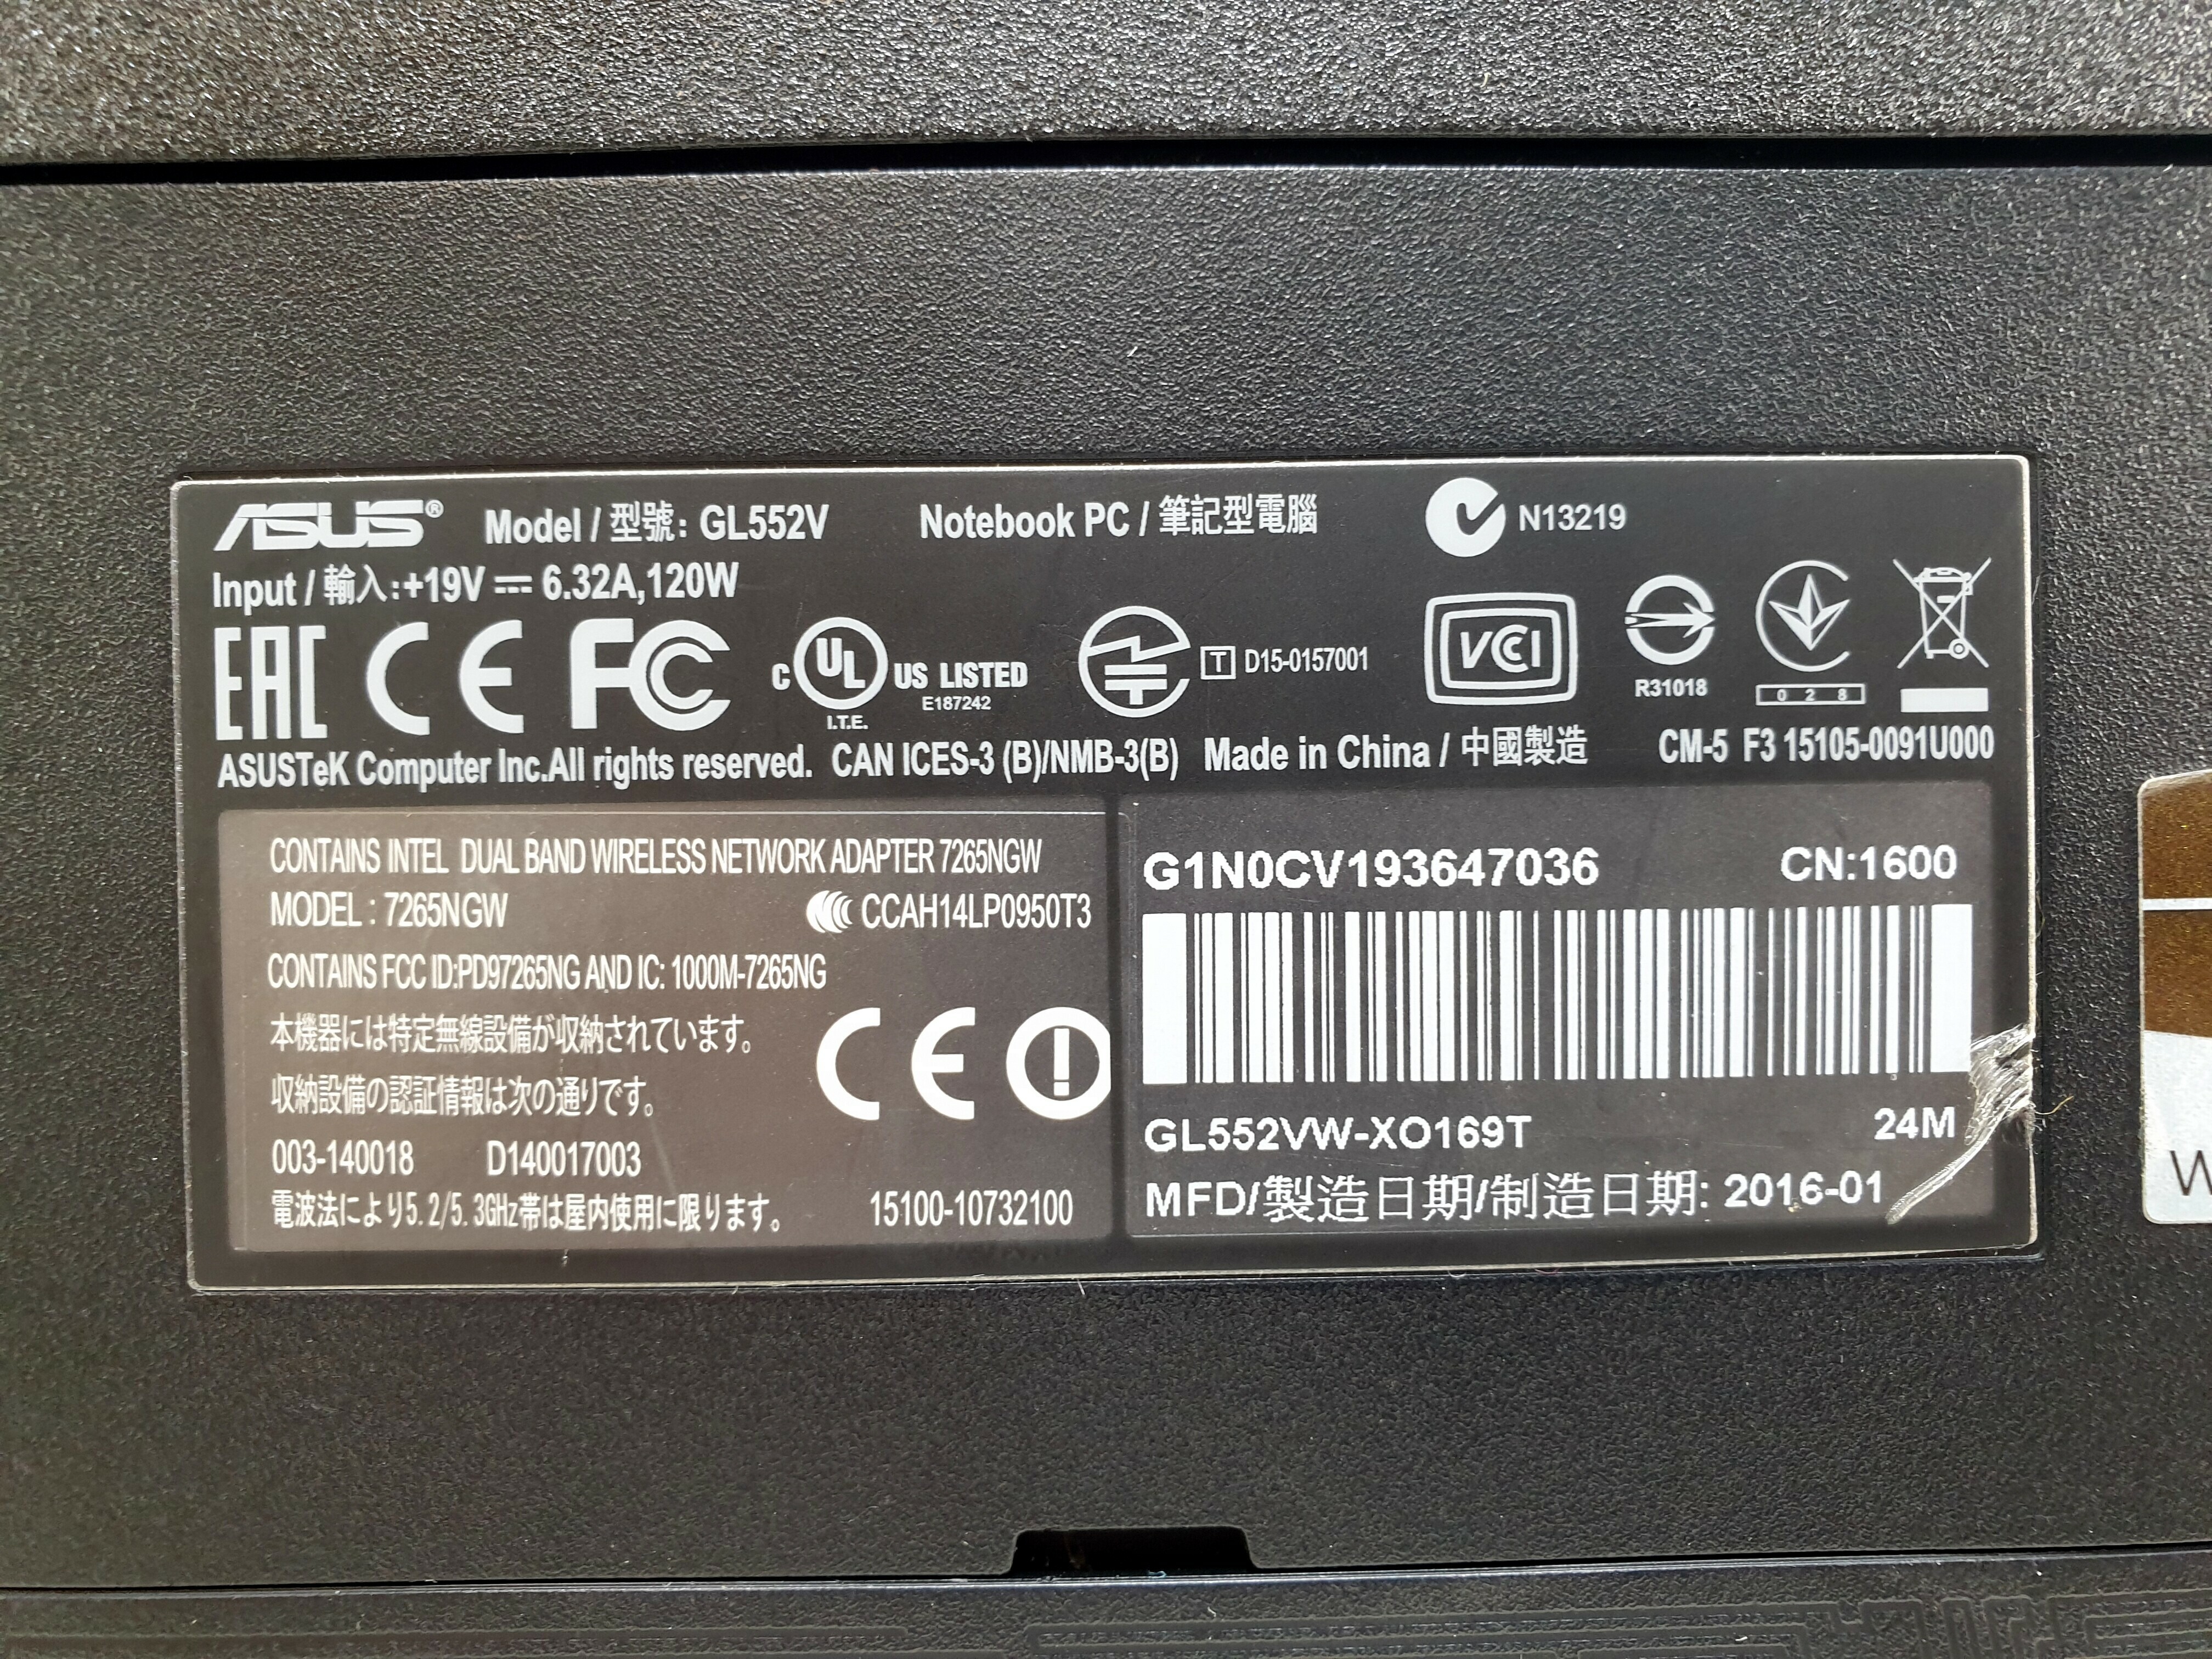 ASUS® Model / 型號: GL552V Notebook PC / 筆記型電腦 N13219
Input / 輸入:+19V ⎓ 6.32A,120W
EAC CE FC C UL US LISTED T D15-0157001 VCI
I.T.E. E187242 R31018 028
ASUSTeK Computer Inc.All rights reserved. CAN ICES-3 (B)/NMB-3(B) Made in China / 中國製造 CM-5 F3 15105-0091U000
CONTAINS INTEL DUAL BAND WIRELESS NETWORK ADAPTER 7265NGW
MODEL : 7265NGW CCAH14LP0950T3
CONTAINS FCC ID:PD97265NG AND IC: 1000M-7265NG
本機器には特定無線設備が収納されています。
収納設備の認証情報は次の通りです。
CE
003-140018 D140017003
電波法により5.2/5.3GHz帯は屋内使用に限ります。 15100-10732100
G1N0CV193647036 CN:1600
GL552VW-XO169T 24M
MFD/製造日期/制造日期: 2016-01
W